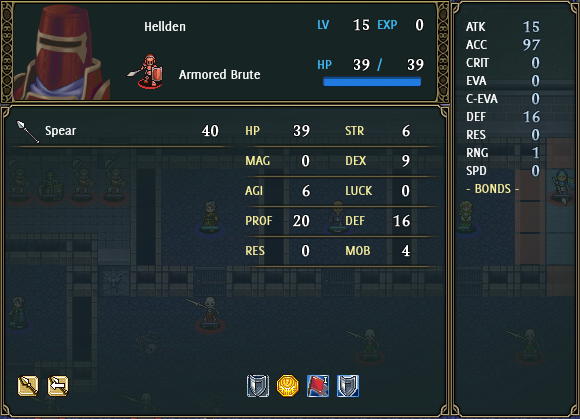 Hellden
LV 15 EXP 0
Armored Brute
HP 39 / 39
Spear 40
HP 39 STR 6
MAG 0 DEX 9
AGI 6 LUCK 0
PROF 20 DEF 16
RES 0 MOB 4
ATK 15
ACC 97
CRIT 0
EVA 0
C-EVA 0
DEF 16
RES 0
RNG 1
SPD 0
- BONDS -